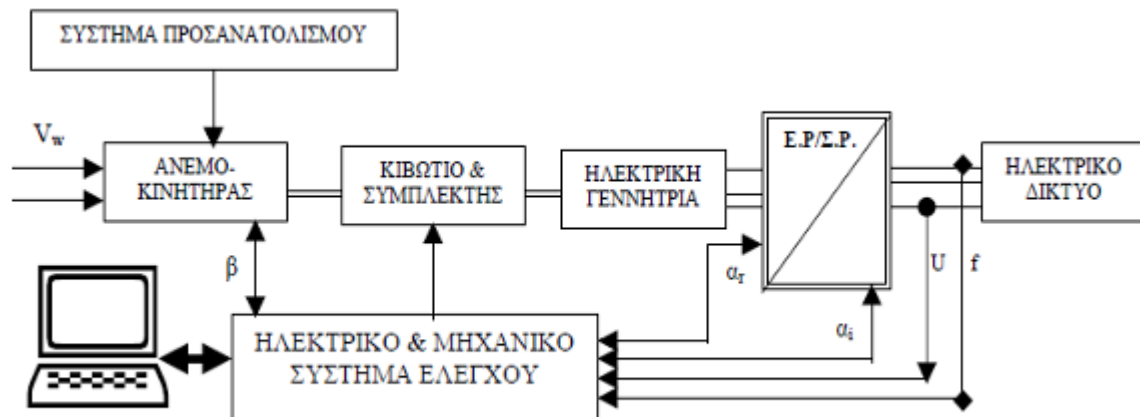 ΣΥΣΤΗΜΑ ΠΡΟΣΑΝΑΤΟΛΙΣΜΟΥ
V_w
ΑΝΕΜΟ-
ΚΙΝΗΤΗΡΑΣ
ΚΙΒΩΤΙΟ &
ΣΥΜΠΛΕΚΤΗΣ
ΗΛΕΚΤΡΙΚΗ
ΓΕΝΝΗΤΡΙΑ
Ε.Ρ/Σ.Ρ.
ΗΛΕΚΤΡΙΚΟ
ΔΙΚΤΥΟ
β
α_r
U
f
α_i
ΗΛΕΚΤΡΙΚΟ & ΜΗΧΑΝΙΚΟ
ΣΥΣΤΗΜΑ ΕΛΕΓΧΟΥ